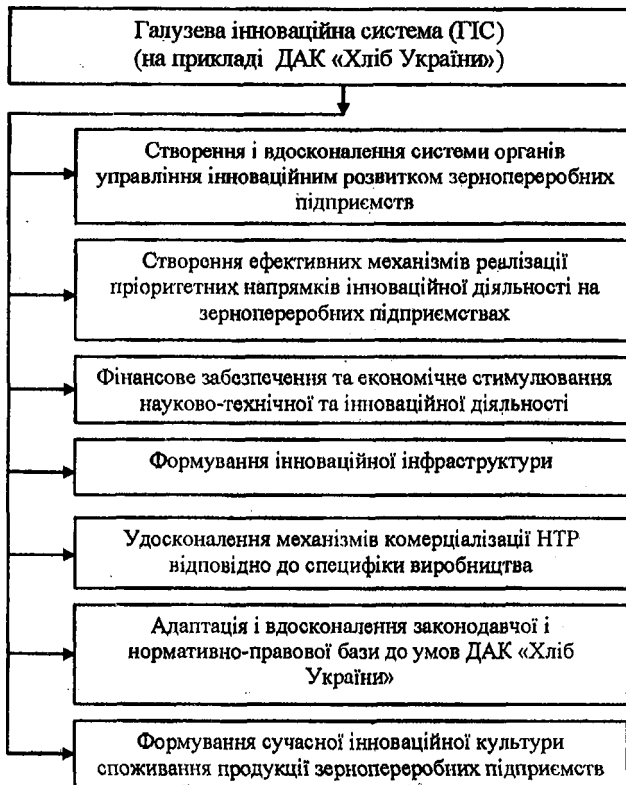 Галузева інноваційна система (ГІС)
(на прикладі ДАК «Хліб України»)
Створення і вдосконалення системи органів
управління інноваційним розвитком зернопереробних
підприємств
Створення ефективних механізмів реалізації
пріоритетних напрямків інноваційної діяльності на
зернопереробних підприємствах
Фінансове забезпечення та економічне стимулювання
науково-технічної та інноваційної діяльності
Формування інноваційної інфраструктури
Удосконалення механізмів комерціалізації НТР
відповідно до специфіки виробництва
Адаптація і вдосконалення законодавчої і
нормативно-правової бази до умов ДАК «Хліб
України»
Формування сучасної інноваційної культури
споживання продукції зернопереробних підприємств